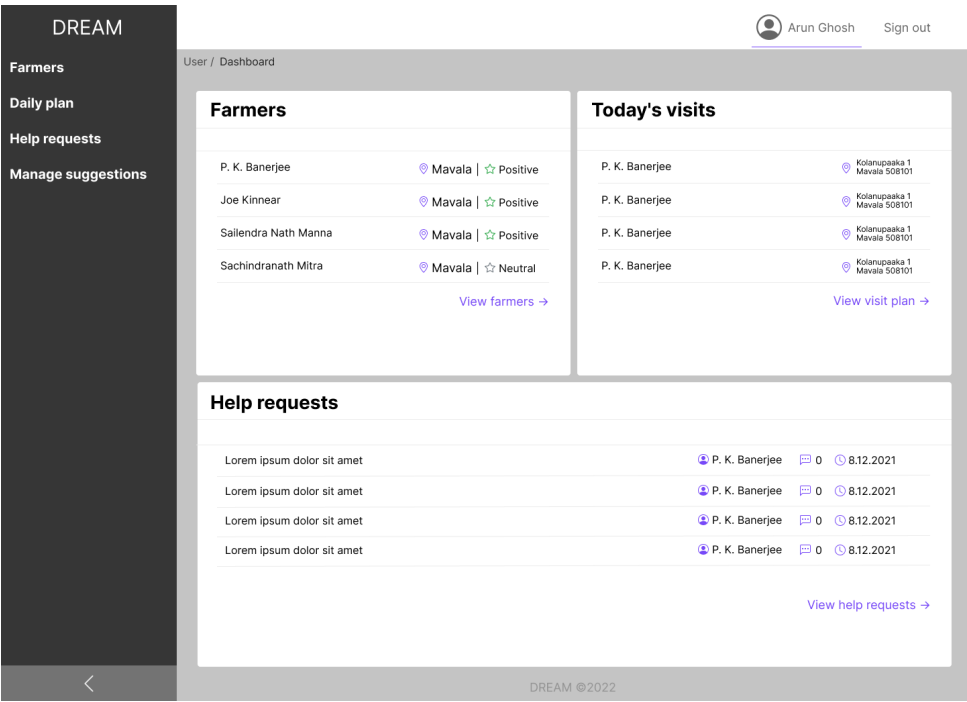 DREAM
Arun Ghosh Sign out
Farmers
Daily plan
Help requests
Manage suggestions
User / Dashboard
Farmers
P. K. Banerjee Mavala | Positive
Joe Kinnear Mavala | Positive
Sailendra Nath Manna Mavala | Positive
Sachindranath Mitra Mavala | Neutral
View farmers →
Today's visits
P. K. Banerjee Kolanupaaka 1
Mavala 508101
P. K. Banerjee Kolanupaaka 1
Mavala 508101
P. K. Banerjee Kolanupaaka 1
Mavala 508101
P. K. Banerjee Kolanupaaka 1
Mavala 508101
View visit plan →
Help requests
Lorem ipsum dolor sit amet P. K. Banerjee 0 8.12.2021
Lorem ipsum dolor sit amet P. K. Banerjee 0 8.12.2021
Lorem ipsum dolor sit amet P. K. Banerjee 0 8.12.2021
Lorem ipsum dolor sit amet P. K. Banerjee 0 8.12.2021
View help requests →
DREAM ©2022